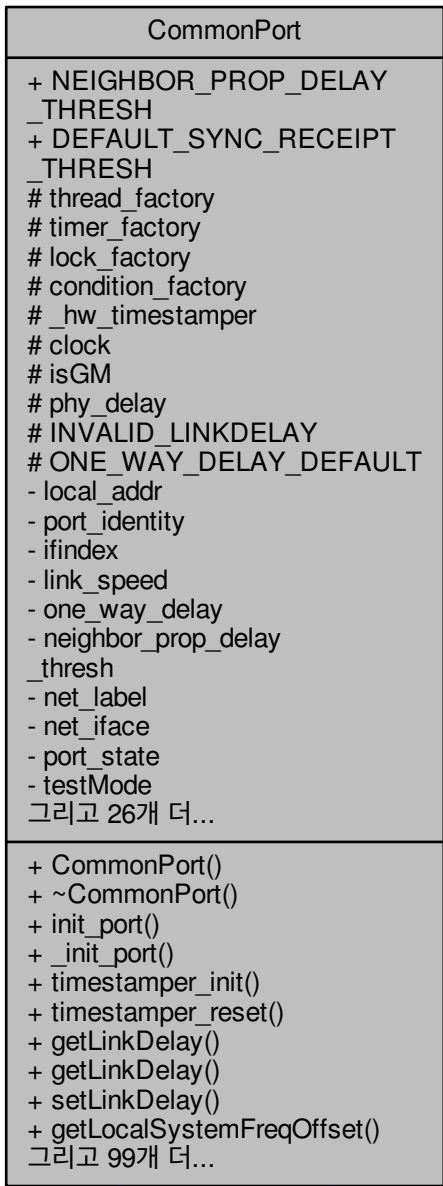 CommonPort
+ NEIGHBOR_PROP_DELAY
_THRESH
+ DEFAULT_SYNC_RECEIPT
_THRESH
# thread_factory
# timer_factory
# lock_factory
# condition_factory
# _hw_timestamper
# clock
# isGM
# phy_delay
# INVALID_LINKDELAY
# ONE_WAY_DELAY_DEFAULT
- local_addr
- port_identity
- ifindex
- link_speed
- one_way_delay
- neighbor_prop_delay
_thresh
- net_label
- net_iface
- port_state
- testMode
그리고 26개 더...
+ CommonPort()
+ ~CommonPort()
+ init_port()
+ _init_port()
+ timestamper_init()
+ timestamper_reset()
+ getLinkDelay()
+ getLinkDelay()
+ setLinkDelay()
+ getLocalSystemFreqOffset()
그리고 99개 더...